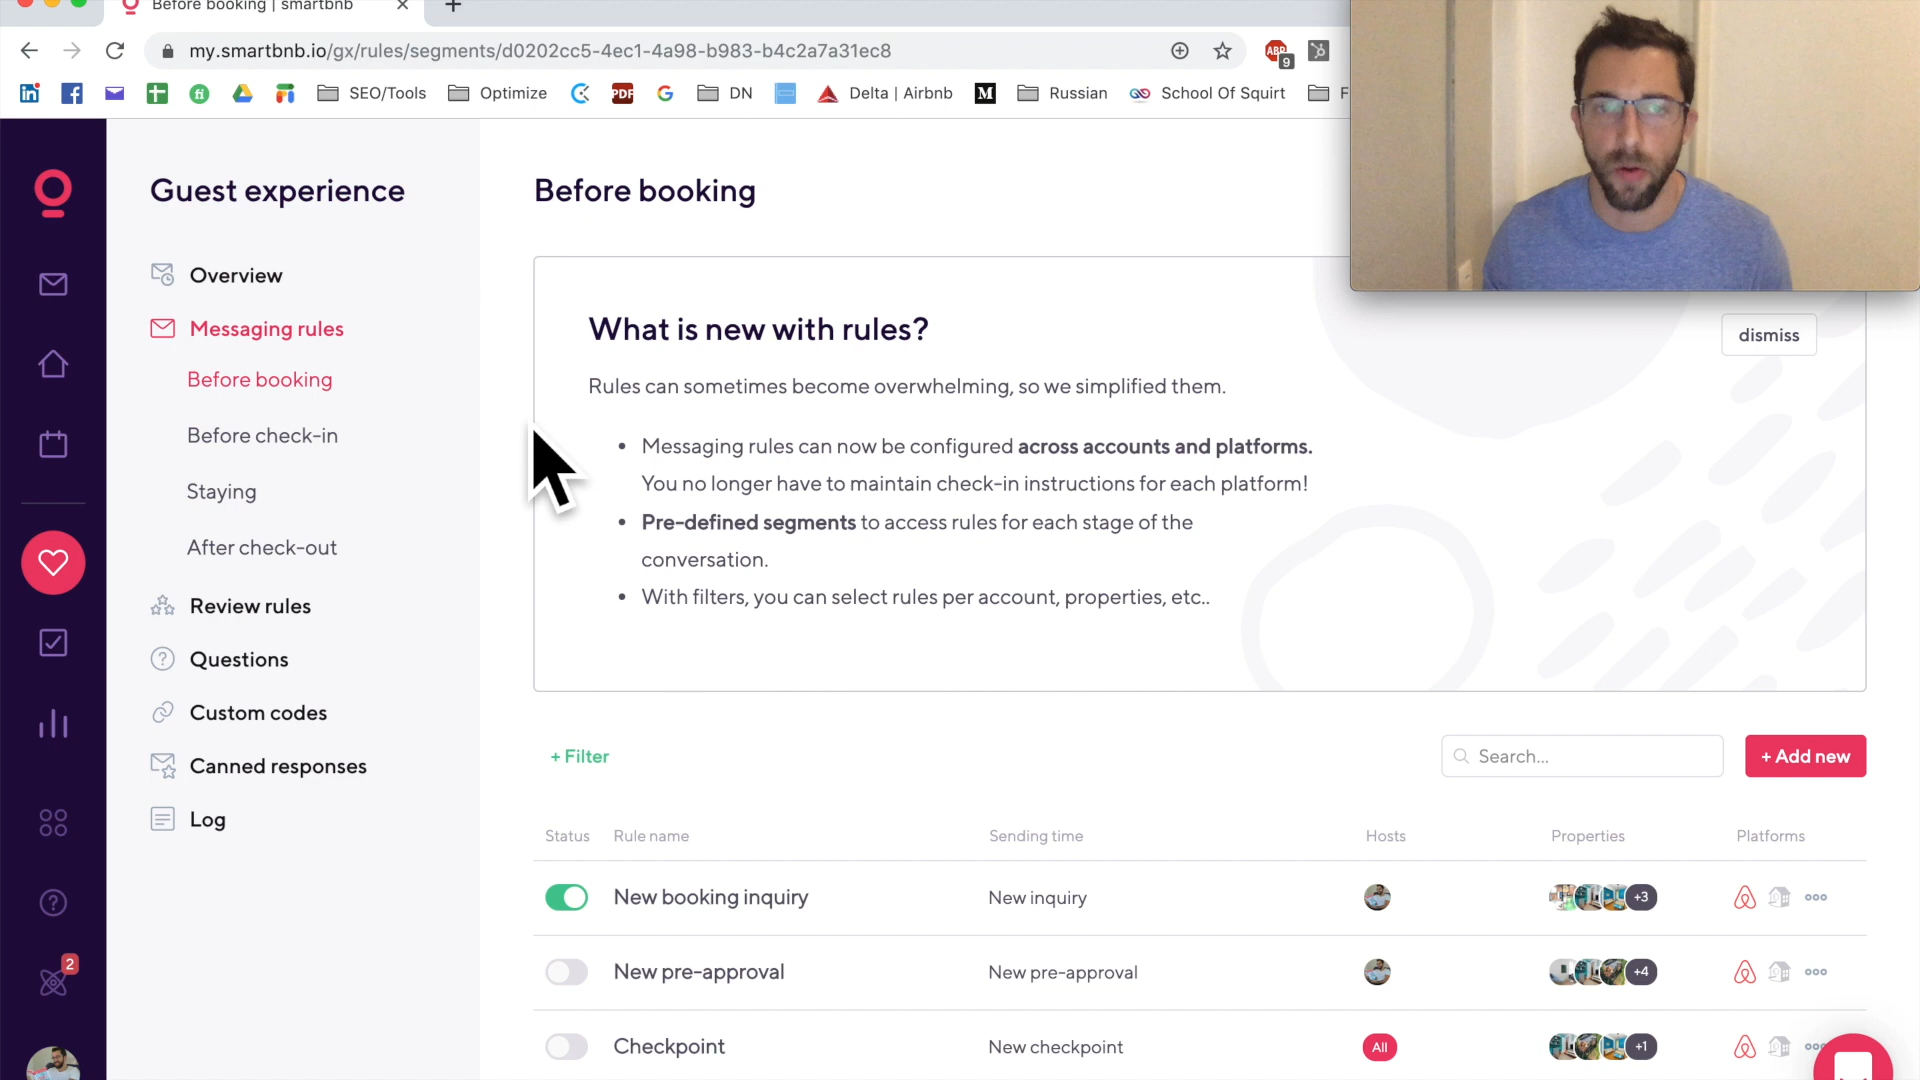 Before booking | smartbnb
my.smartbnb.io/gx/rules/segments/d0202cc5-4ec1-4a98-b983-b4c2a7a31ec8
ABP
9
in
fi
SEO/Tools
Optimize
PDF
G
DN
Delta | Airbnb
M
Russian
School Of Squirt
F
Guest experience
Overview
Messaging rules
Before booking
Before check-in
Staying
After check-out
Review rules
Questions
Custom codes
Canned responses
Log
2
Before booking
What is new with rules?
dismiss
Rules can sometimes become overwhelming, so we simplified them.
• Messaging rules can now be configured across accounts and platforms.
You no longer have to maintain check-in instructions for each platform!
• Pre-defined segments to access rules for each stage of the
conversation.
• With filters, you can select rules per account, properties, etc..
+ Filter
Search...
+ Add new
Status Rule name Sending time Hosts Properties Platforms
New booking inquiry New inquiry +3
New pre-approval New pre-approval +4
Checkpoint New checkpoint All +1